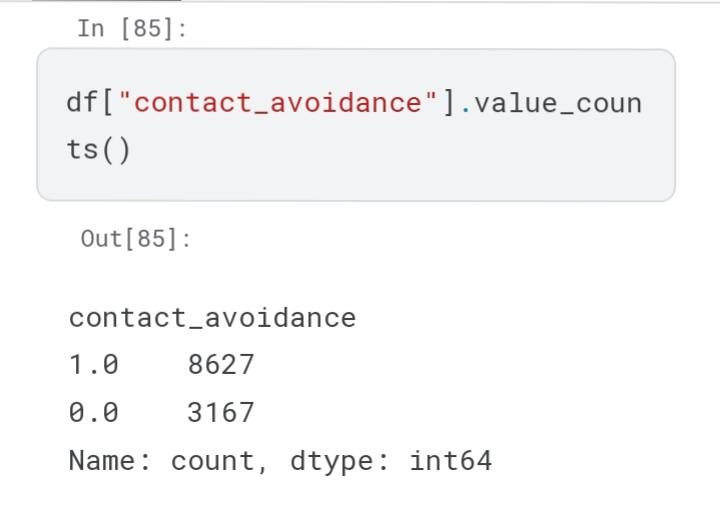 In [85]:
df["contact_avoidance"].value_coun
ts()
Out[85]:
contact_avoidance
1.0 8627
0.0 3167
Name: count, dtype: int64